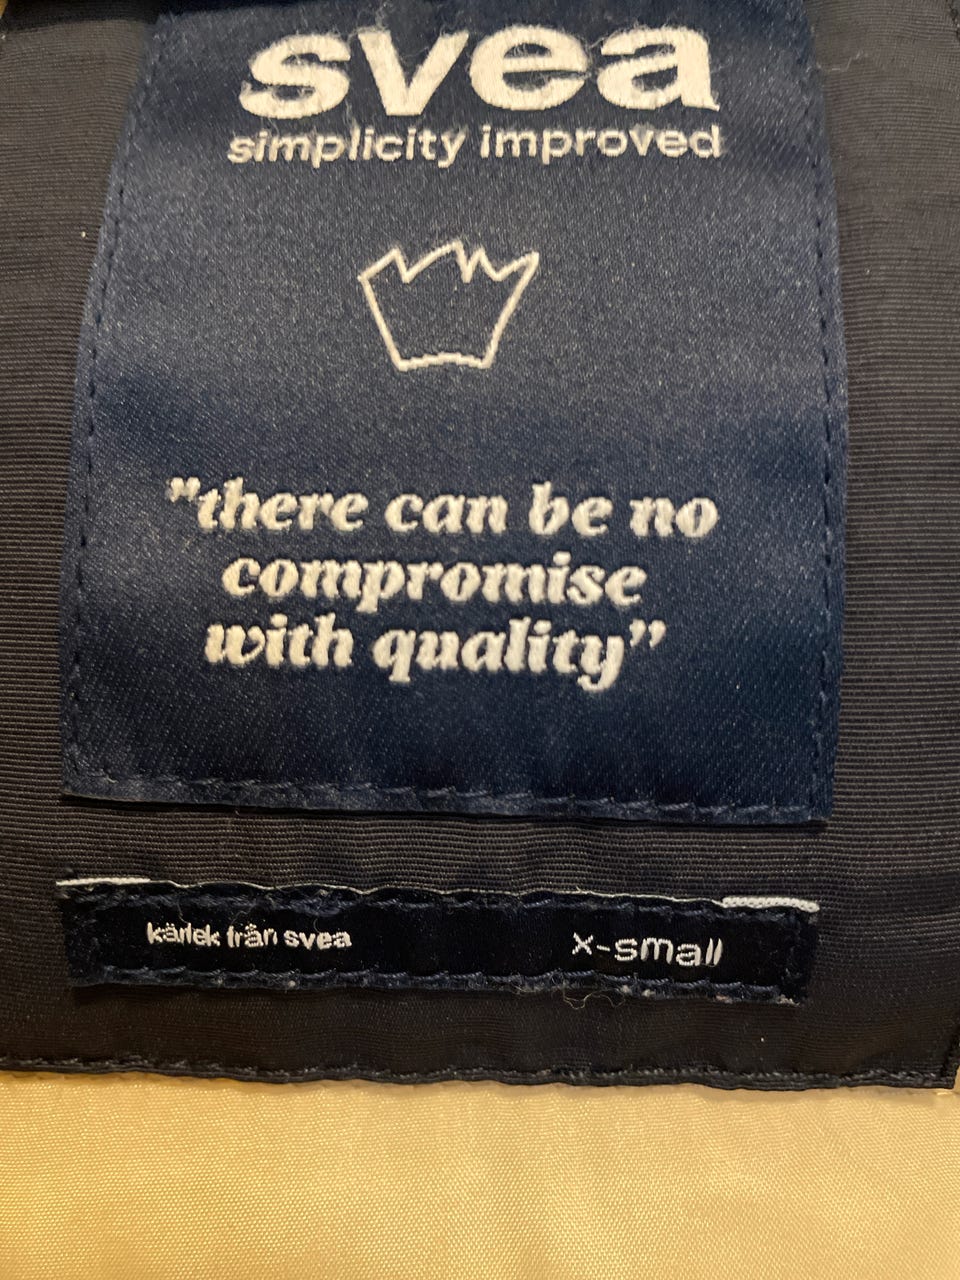 svea
simplicity improved
"there can be no
compromise
with quality”
kärlek från svea
x-small